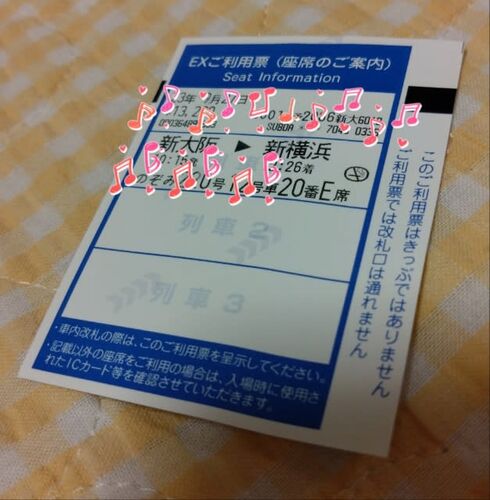 EXご利用票(座席のご案内)
Seat Information
新大阪 ▶ 新横浜
:26着
20番E席
列車2
列車3
・車内改札の際は、このご利用票を呈示してください。
・記載以外の座席をご利用の場合は、入場時に使用さ
れたICカード等を確認させていただきます。
このご利用票はきっぷではありません
ご利用票では改札口は通れません